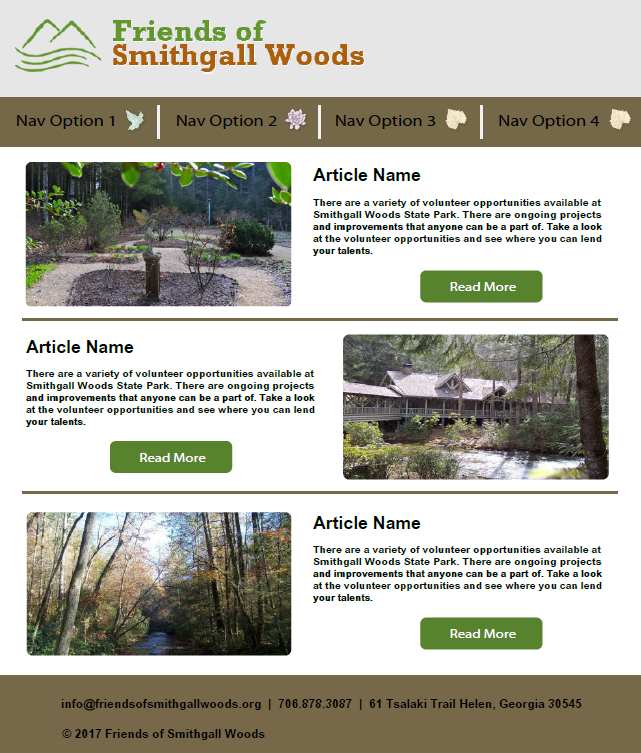 Friends of
Smithgall Woods
Nav Option 1
Nav Option 2
Nav Option 3
Nav Option 4
Article Name
There are a variety of volunteer opportunities available at
Smithgall Woods State Park. There are ongoing projects
and improvements that anyone can be a part of. Take a look
at the volunteer opportunities and see where you can lend
your talents.
Read More
Article Name
There are a variety of volunteer opportunities available at
Smithgall Woods State Park. There are ongoing projects
and improvements that anyone can be a part of. Take a look
at the volunteer opportunities and see where you can lend
your talents.
Read More
Article Name
There are a variety of volunteer opportunities available at
Smithgall Woods State Park. There are ongoing projects
and improvements that anyone can be a part of. Take a look
at the volunteer opportunities and see where you can lend
your talents.
Read More
info@friendsofsmithgallwoods.org | 706.878.3087 | 61 Tsalaki Trail Helen, Georgia 30545
© 2017 Friends of Smithgall Woods